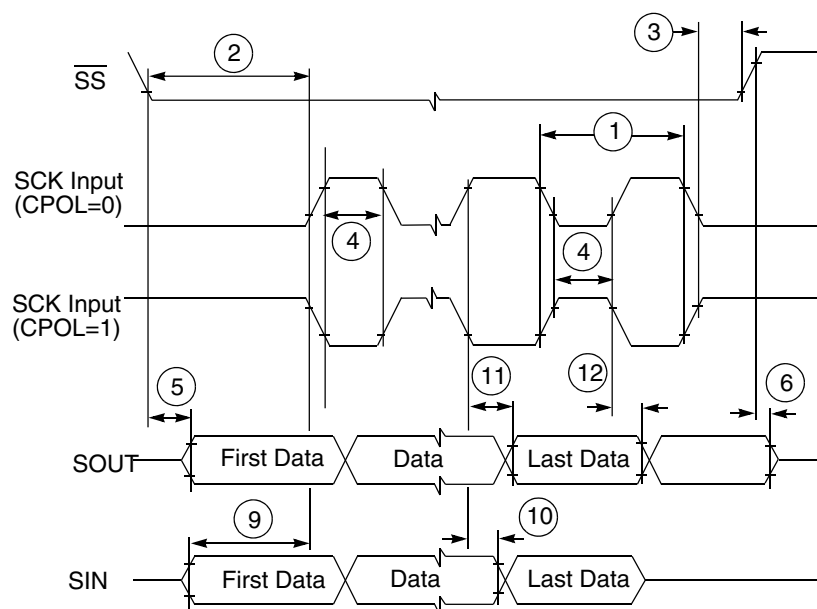 3
2
SS
1
SCK Input
(CPOL=0)
4
4
SCK Input
(CPOL=1)
5
11
12
6
SOUT
First Data
Data
Last Data
9
10
SIN
First Data
Data
Last Data